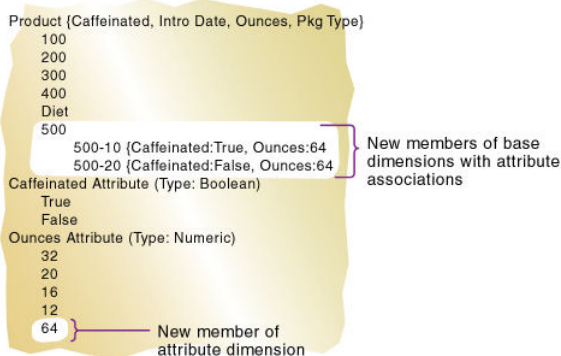 Product {Caffeinated, Intro Date, Ounces, Pkg Type}
100
200
300
400
Diet
500
500-10 {Caffeinated:True, Ounces:64
500-20 {Caffeinated:False, Ounces:64
New members of base
dimensions with attribute
associations
Caffeinated Attribute (Type: Boolean)
True
False
Ounces Attribute (Type: Numeric)
32
20
16
12
64
New member of
attribute dimension